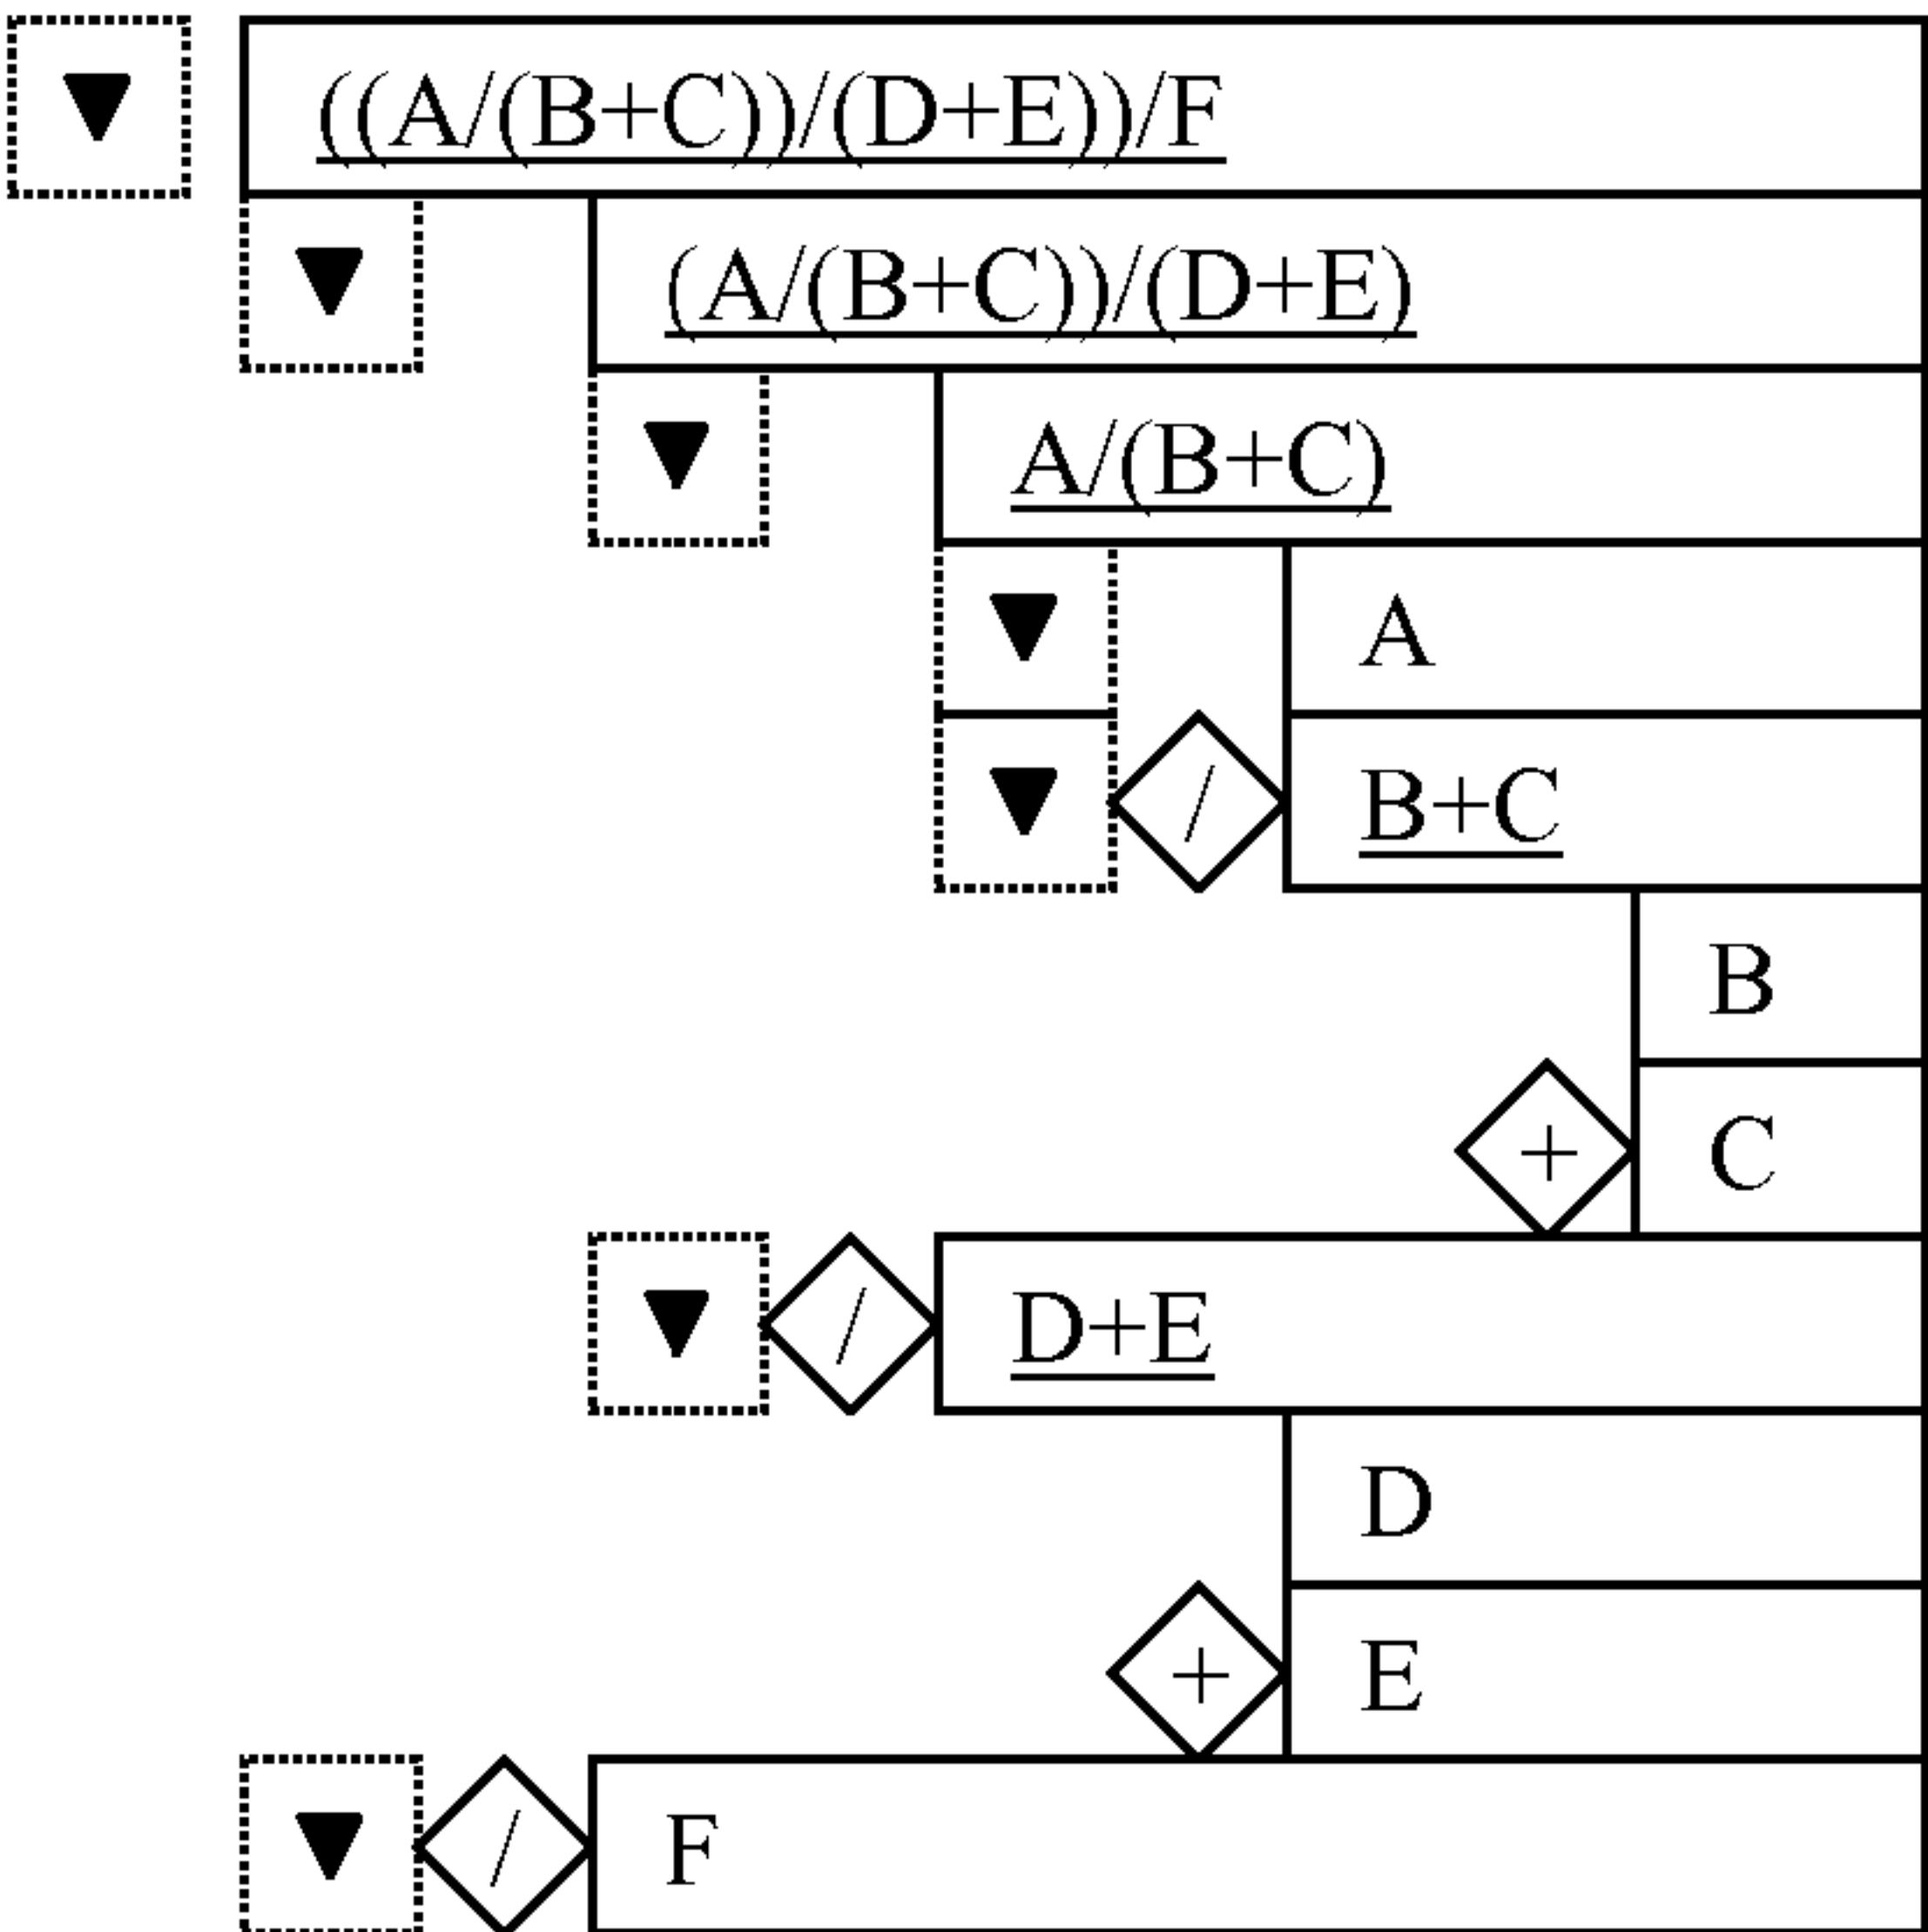 ((A/(B+C))/(D+E))/F
(A/(B+C))/(D+E)
A/(B+C)
A
/ B+C
B
+ C
/ D+E
D
+ E
/ F